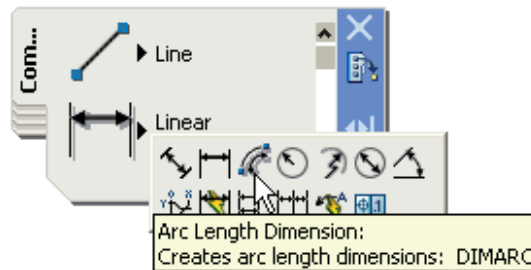 Com...
Line
Linear
Arc Length Dimension:
Creates arc length dimensions: DIMARC